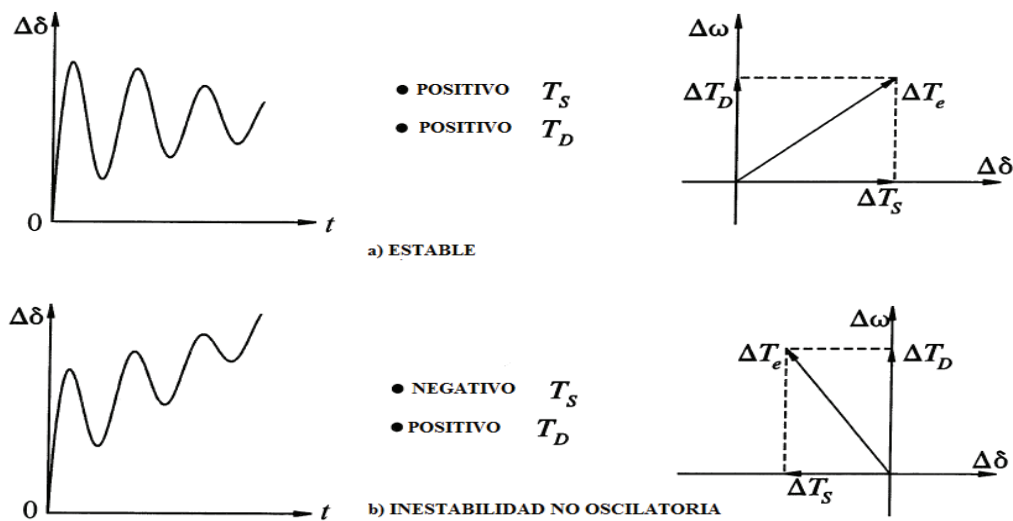 Δδ
Δω
● POSITIVO T_S
ΔT_D
ΔT_e
● POSITIVO T_D
Δδ
ΔT_S
0
t
a) ESTABLE
Δδ
Δω
ΔT_e
ΔT_D
● NEGATIVO T_S
● POSITIVO T_D
Δδ
ΔT_S
0
t
b) INESTABILIDAD NO OSCILATORIA